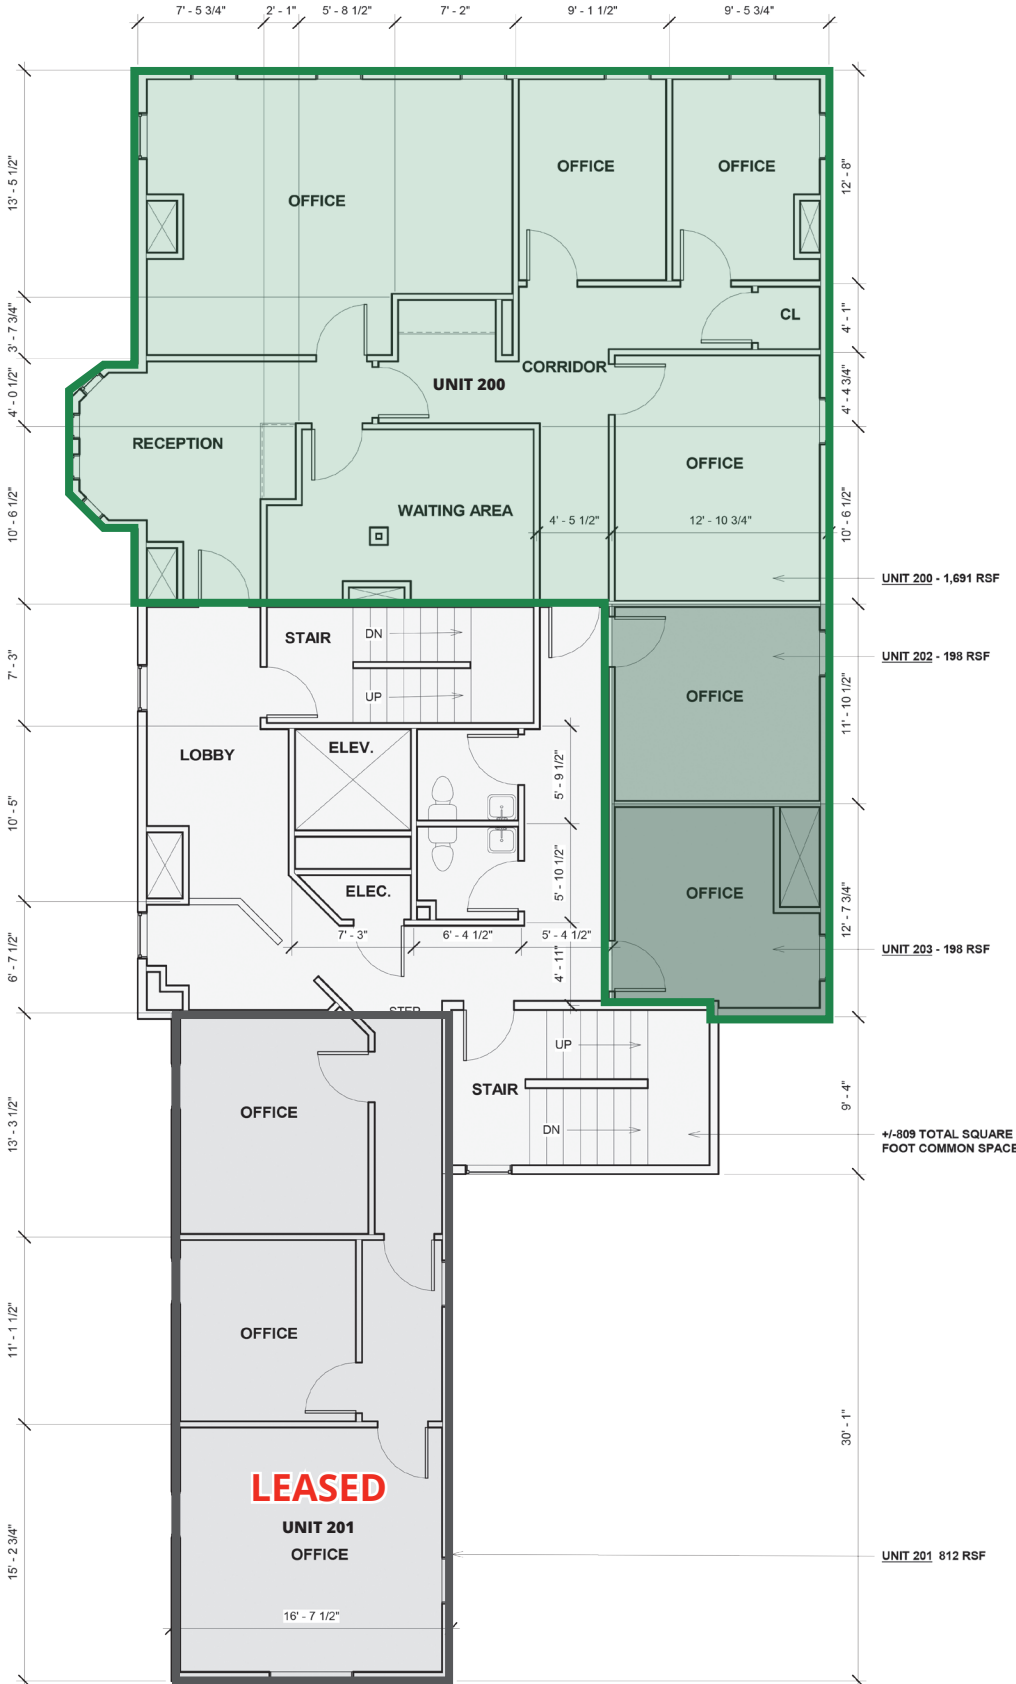 7' - 5 3/4"
2' - 1"
5' - 8 1/2"
7' - 2"
9' - 1 1/2"
9' - 5 3/4"
13' - 5 1/2"
12' - 8"
OFFICE
OFFICE
OFFICE
3' - 7 3/4"
4' - 1"
CL
CORRIDOR
UNIT 200
4' - 0 1/2"
4' - 4 3/4"
RECEPTION
OFFICE
WAITING AREA
4' - 5 1/2"
12' - 10 3/4"
10' - 6 1/2"
10' - 6 1/2"
UNIT 200 - 1,691 RSF
STAIR
DN
UP
7' - 3"
UNIT 202 - 198 RSF
OFFICE
11' - 10 1/2"
LOBBY
ELEV.
5' - 9 1/2"
10' - 5"
ELEC.
5' - 10 1/2"
OFFICE
12' - 7 3/4"
7' - 3"
6' - 4 1/2"
5' - 4 1/2"
4' - 11"
6' - 7 1/2"
UNIT 203 - 198 RSF
STEP
UP
STAIR
DN
9' - 4"
OFFICE
13' - 3 1/2"
+/-809 TOTAL SQUARE
FOOT COMMON SPACE
OFFICE
11' - 1 1/2"
30' - 1"
LEASED
UNIT 201
OFFICE
15' - 2 3/4"
UNIT 201 812 RSF
16' - 7 1/2"